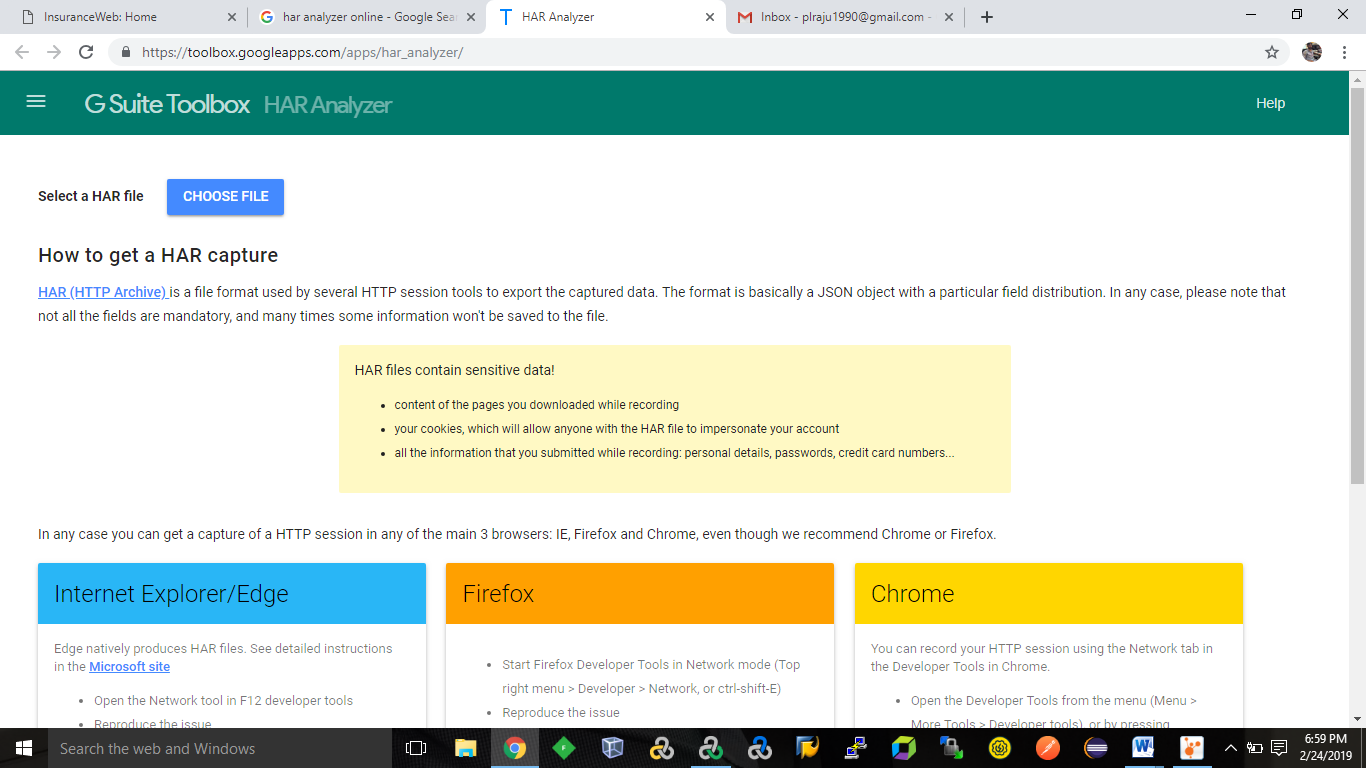 InsuranceWeb: Home
har analyzer online - Google Sea
HAR Analyzer
Inbox - plraju1990@gmail.com -
https://toolbox.googleapps.com/apps/har_analyzer/
G Suite Toolbox HAR Analyzer
Help
Select a HAR file CHOOSE FILE
How to get a HAR capture
HAR (HTTP Archive) is a file format used by several HTTP session tools to export the captured data. The format is basically a JSON object with a particular field distribution. In any case, please note that
not all the fields are mandatory, and many times some information won't be saved to the file.
HAR files contain sensitive data!
• content of the pages you downloaded while recording
• your cookies, which will allow anyone with the HAR file to impersonate your account
• all the information that you submitted while recording: personal details, passwords, credit card numbers...
In any case you can get a capture of a HTTP session in any of the main 3 browsers: IE, Firefox and Chrome, even though we recommend Chrome or Firefox.
Internet Explorer/Edge
Edge natively produces HAR files. See detailed instructions
in the Microsoft site
• Open the Network tool in F12 developer tools
• Reproduce the issue
Firefox
• Start Firefox Developer Tools in Network mode (Top
right menu > Developer > Network, or ctrl-shift-E)
• Reproduce the issue
Chrome
You can record your HTTP session using the Network tab in
the Developer Tools in Chrome.
• Open the Developer Tools from the menu (Menu >
More Tools > Developer tools), or by pressing
Search the web and Windows
6:59 PM
2/24/2019